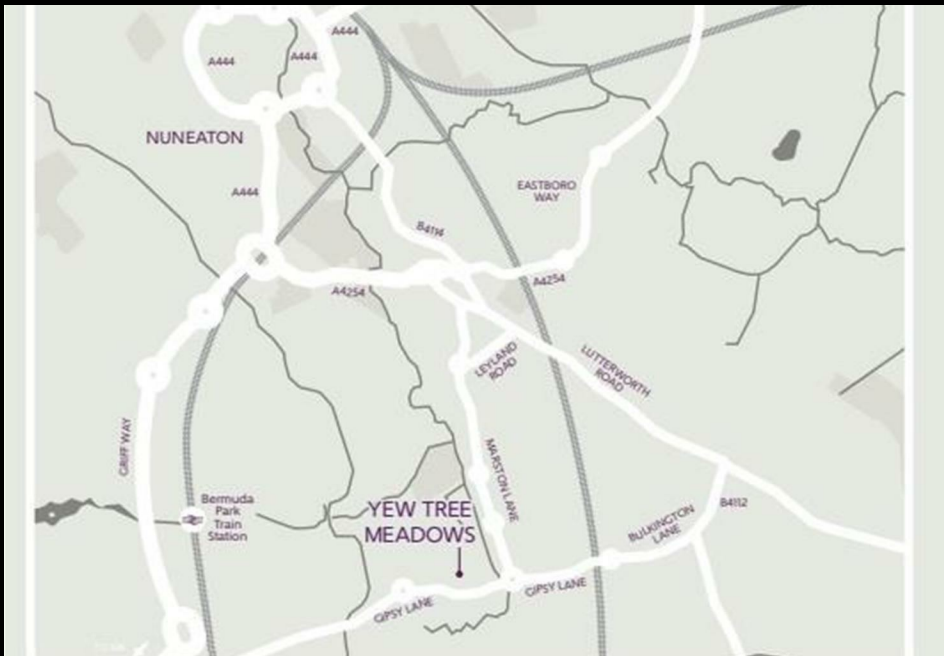 A444
A444
A444
NUNEATON
A444
EASTBORO
WAY
B4114
A4254
A4254
LEYLAND
ROAD
LUTTERWORTH
ROAD
GRIFF WAY
MARSTON LANE
Bermuda
Park
Train
Station
YEW TREE
MEADOWS
B4112
BULKINGTON
LANE
GIPSY LANE
GIPSY LANE